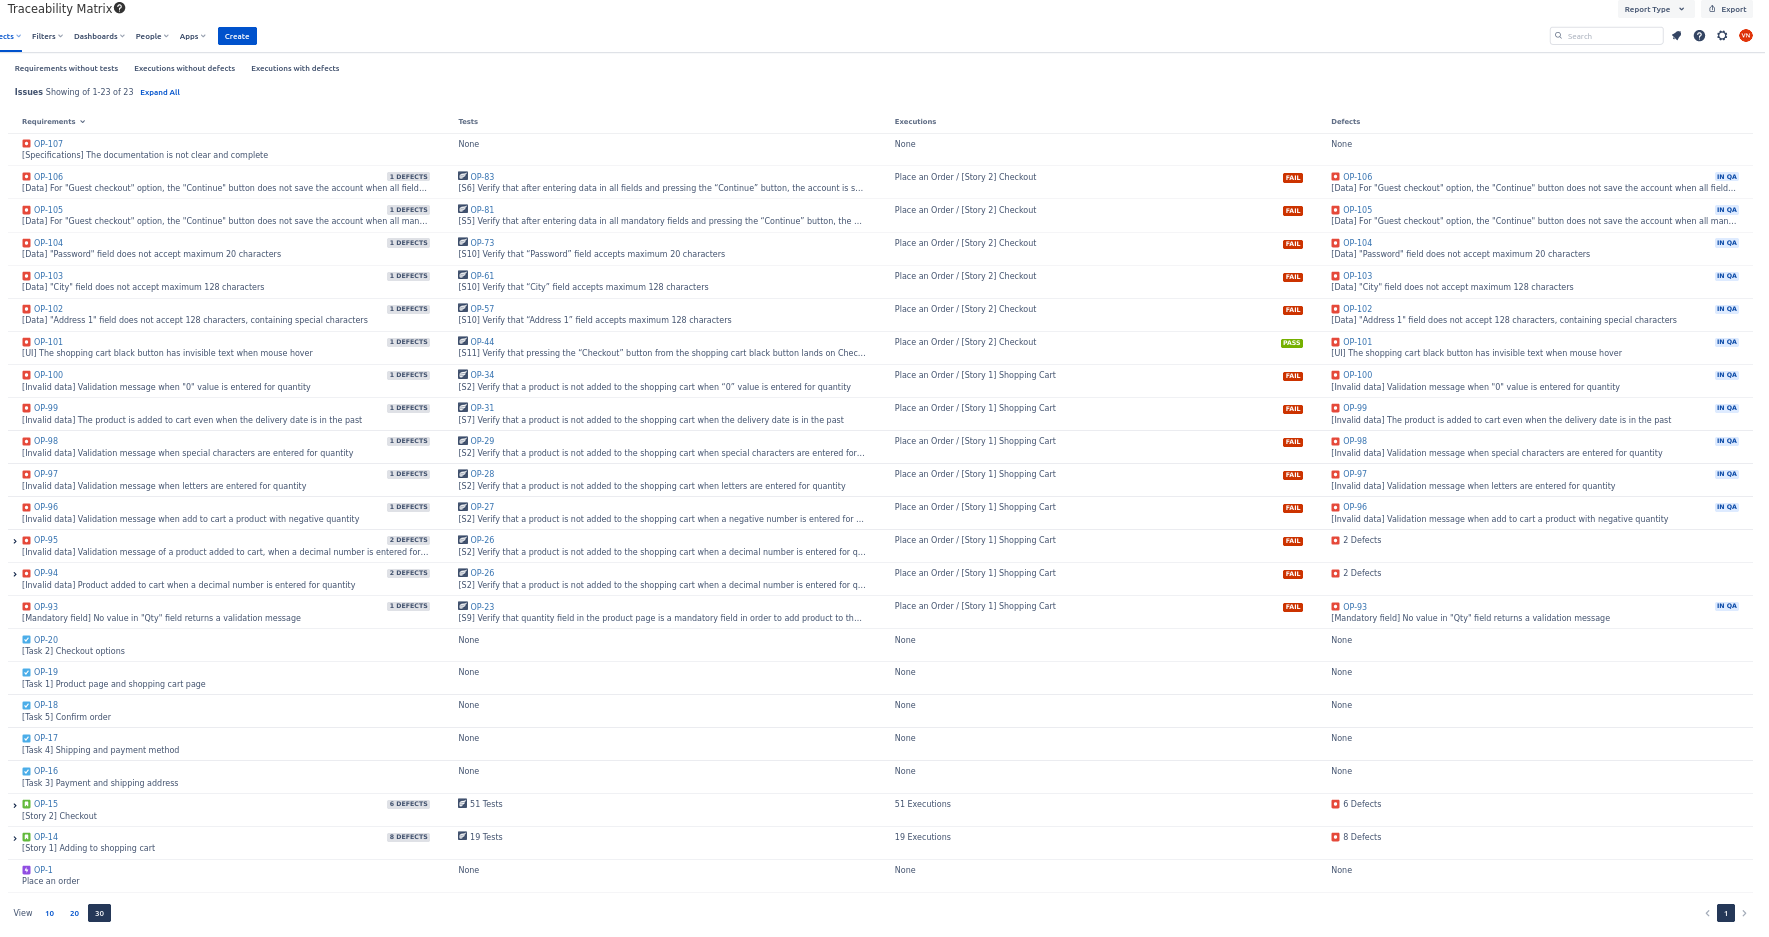 Traceability Matrix
Report Type
Export
ects
Filters
Dashboards
People
Apps
Create
Search
VN
Requirements without tests
Executions without defects
Executions with defects
Issues Showing of 1-23 of 23 Expand All
Requirements
Tests
Executions
Defects
OP-107
None
None
None
[Specifications] The documentation is not clear and complete
OP-106
1 DEFECTS
OP-83
Place an Order / [Story 2] Checkout
FAIL
OP-106
IN QA
[Data] For "Guest checkout" option, the "Continue" button does not save the account when all field...
[S6] Verify that after entering data in all fields and pressing the “Continue” button, the account is s...
[Data] For "Guest checkout" option, the "Continue" button does not save the account when all field...
OP-105
1 DEFECTS
OP-81
Place an Order / [Story 2] Checkout
FAIL
OP-105
IN QA
[Data] For "Guest checkout" option, the "Continue" button does not save the account when all man...
[S5] Verify that after entering data in all mandatory fields and pressing the “Continue” button, the ...
[Data] For "Guest checkout" option, the "Continue" button does not save the account when all man...
OP-104
1 DEFECTS
OP-73
Place an Order / [Story 2] Checkout
FAIL
OP-104
IN QA
[Data] "Password" field does not accept maximum 20 characters
[S10] Verify that “Password” field accepts maximum 20 characters
[Data] "Password" field does not accept maximum 20 characters
OP-103
1 DEFECTS
OP-61
Place an Order / [Story 2] Checkout
FAIL
OP-103
IN QA
[Data] "City" field does not accept maximum 128 characters
[S10] Verify that “City” field accepts maximum 128 characters
[Data] "City" field does not accept maximum 128 characters
OP-102
1 DEFECTS
OP-57
Place an Order / [Story 2] Checkout
FAIL
OP-102
IN QA
[Data] "Address 1" field does not accept 128 characters, containing special characters
[S10] Verify that “Address 1” field accepts maximum 128 characters
[Data] "Address 1" field does not accept 128 characters, containing special characters
OP-101
1 DEFECTS
OP-44
Place an Order / [Story 2] Checkout
PASS
OP-101
IN QA
[UI] The shopping cart black button has invisible text when mouse hover
[S11] Verify that pressing the “Checkout” button from the shopping cart black button lands on Chec...
[UI] The shopping cart black button has invisible text when mouse hover
OP-100
1 DEFECTS
OP-34
Place an Order / [Story 1] Shopping Cart
FAIL
OP-100
IN QA
[Invalid data] Validation message when "0" value is entered for quantity
[S2] Verify that a product is not added to the shopping cart when “0” value is entered for quantity
[Invalid data] Validation message when "0" value is entered for quantity
OP-99
1 DEFECTS
OP-31
Place an Order / [Story 1] Shopping Cart
FAIL
OP-99
IN QA
[Invalid data] The product is added to cart even when the delivery date is in the past
[S7] Verify that a product is not added to the shopping cart when the delivery date is in the past
[Invalid data] The product is added to cart even when the delivery date is in the past
OP-98
1 DEFECTS
OP-29
Place an Order / [Story 1] Shopping Cart
FAIL
OP-98
IN QA
[Invalid data] Validation message when special characters are entered for quantity
[S2] Verify that a product is not added to the shopping cart when special characters are entered for...
[Invalid data] Validation message when special characters are entered for quantity
OP-97
1 DEFECTS
OP-28
Place an Order / [Story 1] Shopping Cart
FAIL
OP-97
IN QA
[Invalid data] Validation message when letters are entered for quantity
[S2] Verify that a product is not added to the shopping cart when letters are entered for quantity
[Invalid data] Validation message when letters are entered for quantity
OP-96
1 DEFECTS
OP-27
Place an Order / [Story 1] Shopping Cart
FAIL
OP-96
IN QA
[Invalid data] Validation message when add to cart a product with negative quantity
[S2] Verify that a product is not added to the shopping cart when a negative number is entered for ...
[Invalid data] Validation message when add to cart a product with negative quantity
OP-95
2 DEFECTS
OP-26
Place an Order / [Story 1] Shopping Cart
FAIL
2 Defects
[Invalid data] Validation message of a product added to cart, when a decimal number is entered for...
[S2] Verify that a product is not added to the shopping cart when a decimal number is entered for q...
OP-94
2 DEFECTS
OP-26
Place an Order / [Story 1] Shopping Cart
FAIL
2 Defects
[Invalid data] Product added to cart when a decimal number is entered for quantity
[S2] Verify that a product is not added to the shopping cart when a decimal number is entered for q...
OP-93
1 DEFECTS
OP-23
Place an Order / [Story 1] Shopping Cart
FAIL
OP-93
IN QA
[Mandatory field] No value in "Qty" field returns a validation message
[S9] Verify that quantity field in the product page is a mandatory field in order to add product to th...
[Mandatory field] No value in "Qty" field returns a validation message
OP-20
None
None
None
[Task 2] Checkout options
OP-19
None
None
None
[Task 1] Product page and shopping cart page
OP-18
None
None
None
[Task 5] Confirm order
OP-17
None
None
None
[Task 4] Shipping and payment method
OP-16
None
None
None
[Task 3] Payment and shipping address
OP-15
6 DEFECTS
51 Tests
51 Executions
6 Defects
[Story 2] Checkout
OP-14
8 DEFECTS
19 Tests
19 Executions
8 Defects
[Story 1] Adding to shopping cart
OP-1
None
None
None
Place an order
View 10 20 30
1